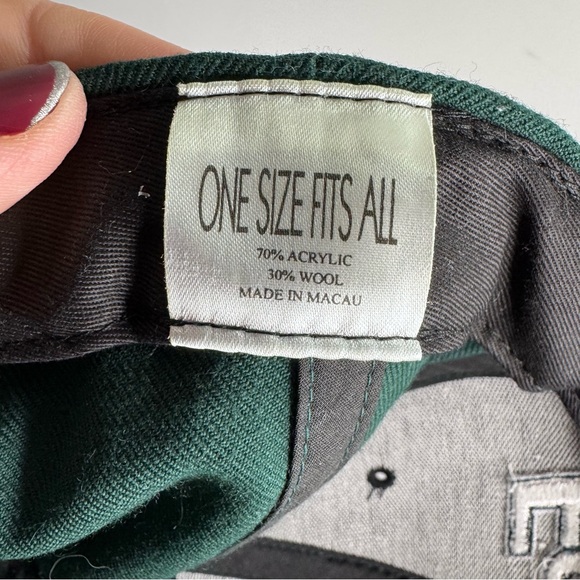 ONE SIZE FITS ALL
70% ACRYLIC
30% WOOL
MADE IN MACAU